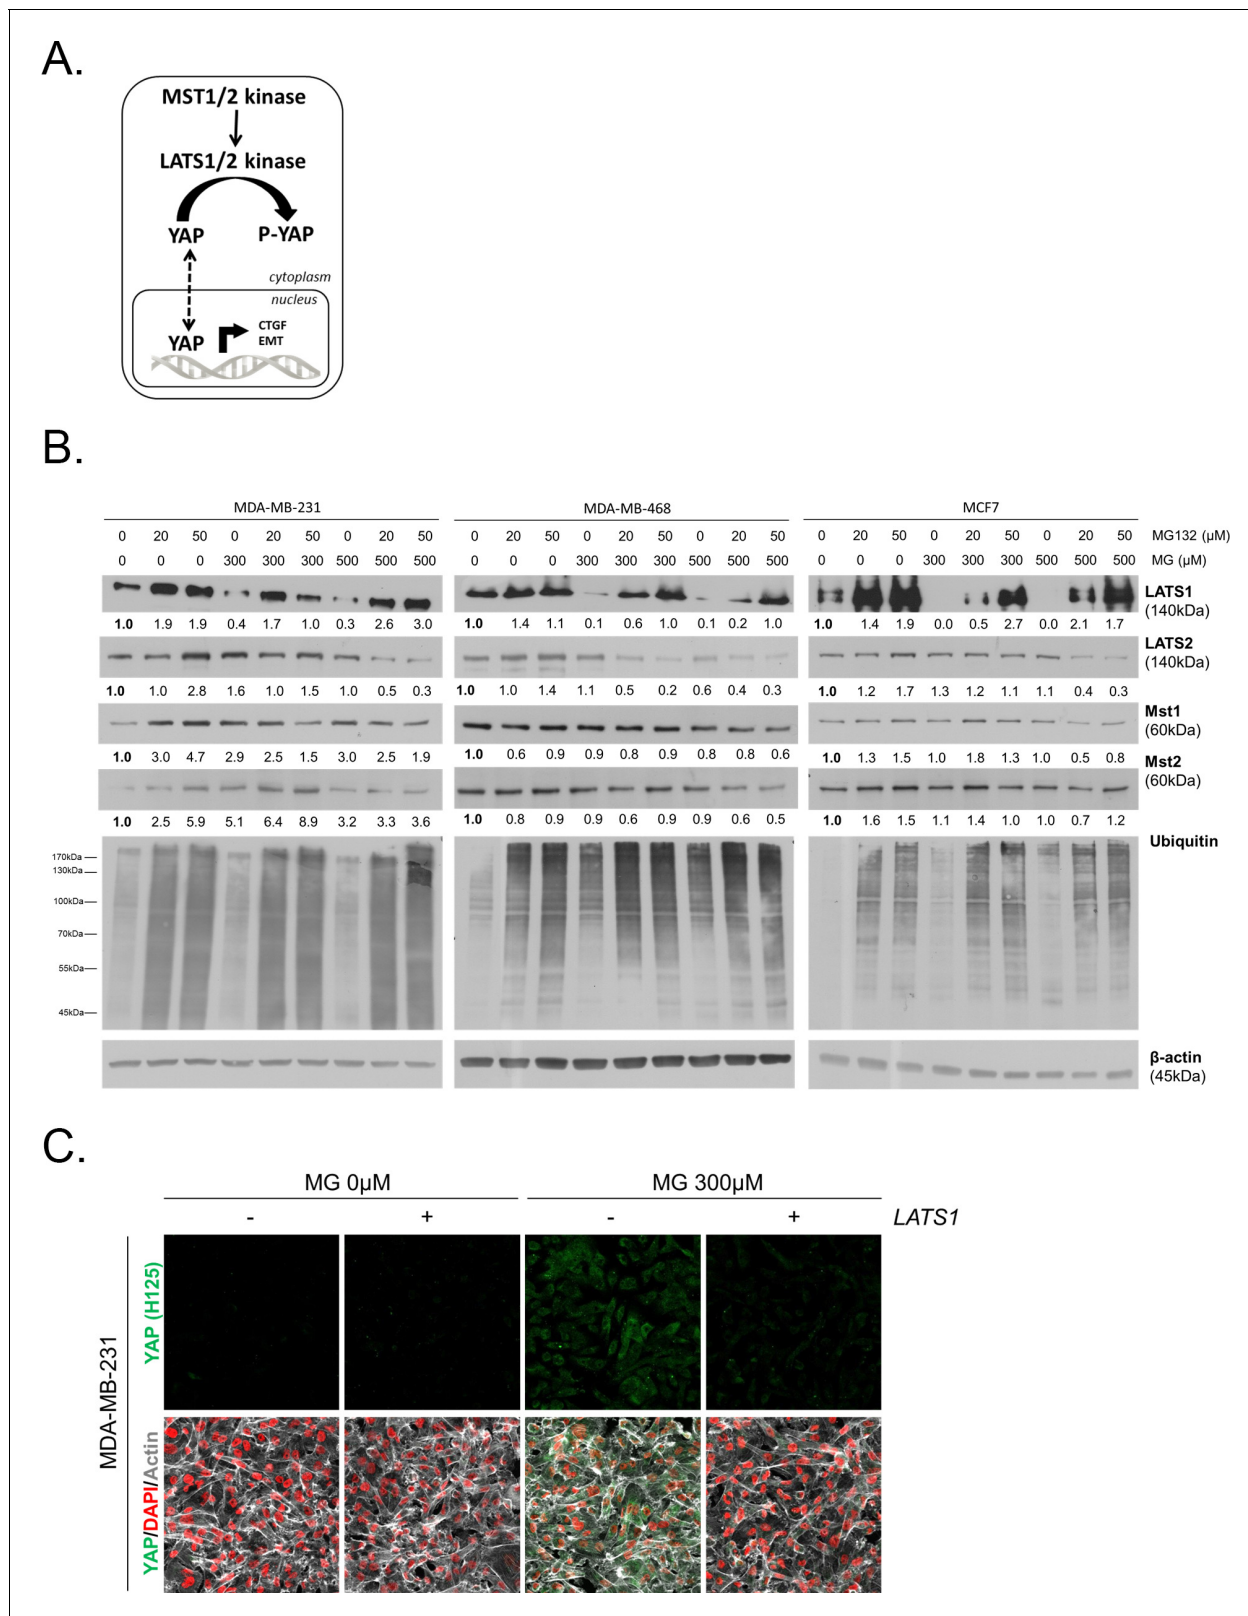 A.
MST1/2 kinase
LATS1/2 kinase
YAP P-YAP
cytoplasm
nucleus
YAP
CTGF
EMT
B.
MDA-MB-231 MDA-MB-468 MCF7
0 20 50 0 20 50 0 20 50 0 20 50 0 20 50 0 20 50 0 20 50 0 20 50 0 20 50 MG132 (µM)
0 0 0 300 300 300 500 500 500 0 0 0 300 300 300 500 500 500 0 0 0 300 300 300 500 500 500 MG (µM)
LATS1
(140kDa)
1.0 1.9 1.9 0.4 1.7 1.0 0.3 2.6 3.0 1.0 1.4 1.1 0.1 0.6 1.0 0.1 0.2 1.0 1.0 1.4 1.9 0.0 0.5 2.7 0.0 2.1 1.7
LATS2
(140kDa)
1.0 1.0 2.8 1.6 1.0 1.5 1.0 0.5 0.3 1.0 1.0 1.4 1.1 0.5 0.2 0.6 0.4 0.3 1.0 1.2 1.7 1.3 1.2 1.1 1.1 0.4 0.3
Mst1
(60kDa)
1.0 3.0 4.7 2.9 2.5 1.5 3.0 2.5 1.9 1.0 0.6 0.9 0.9 0.8 0.9 0.8 0.8 0.6 1.0 1.3 1.5 1.0 1.8 1.3 1.0 0.5 0.8
Mst2
(60kDa)
1.0 2.5 5.9 5.1 6.4 8.9 3.2 3.3 3.6 1.0 0.8 0.9 0.9 0.6 0.9 0.9 0.6 0.5 1.0 1.6 1.5 1.1 1.4 1.0 1.0 0.7 1.2
Ubiquitin
170kDa
130kDa
100kDa
70kDa
55kDa
45kDa
β-actin
(45kDa)
C.
MG 0µM MG 300µM
- + - + LATS1
MDA-MB-231
YAP (H125)
YAP/DAPI/Actin